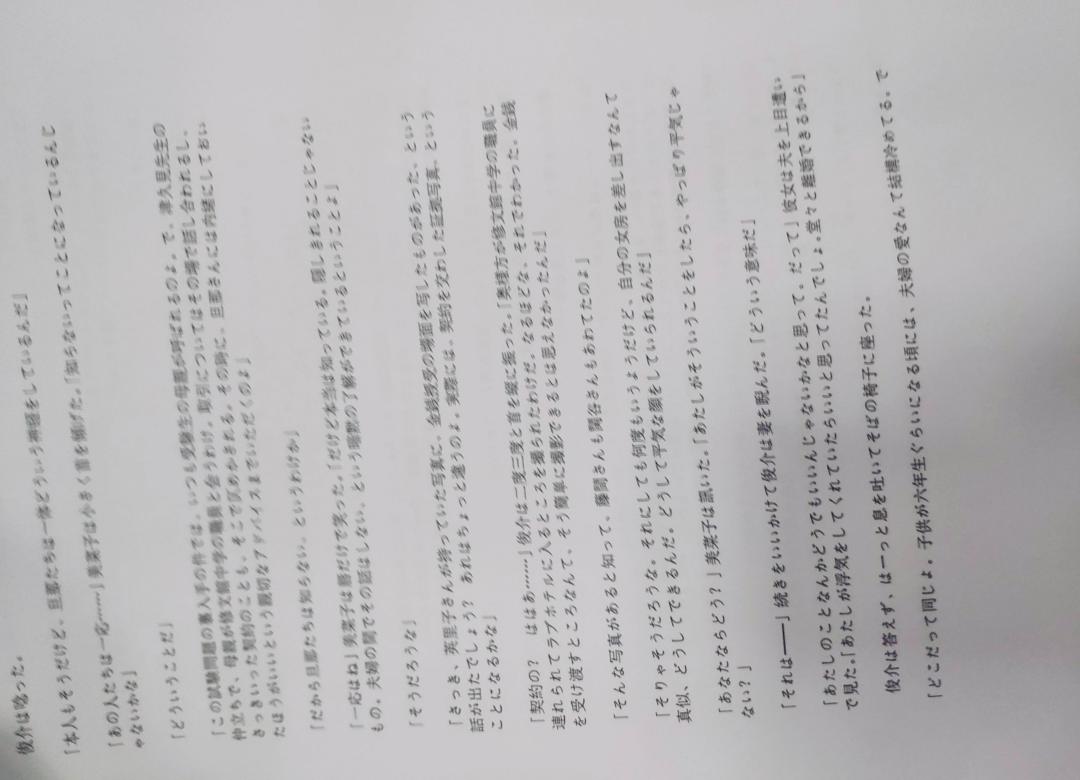 俊介は唸った。
「本人もそうだけど、旦那たちは一体どういう神経をしているんだ」
「あの人たちは一応……」美菜子は小さく首を傾げた。「知らないってことになっているんじ
ゃないかな」
「どういうことだ」
「この試験問題の裏入手の件では、いつも受験生の母親が呼ばれるのよ。で、津久見先生の
仲立ちで、母親が修文館中学の職員と会うわけ。取引についてはその場で話し合われるし、
さっきいった契約のことも、そこで仄めかされる。その時に、旦那さんには内緒にしておい
たほうがいいという親切なアドバイスまでいただくのよ」
「だから旦那たちは知らない、というわけか」
「一応はね」美菜子は唇だけで笑った。「だけど本当は知っている。隠しきれることじゃない
もの。夫婦の間でその話はしない、という暗黙の了解ができているということよ」
「そうだろうな」
「さっき、英里子さんが持っていた写真に、金銭授受の場面を写したものがあった、という
話が出たでしょう？　あれはちょっと違うのよ。実際には、契約を交わした証拠写真、という
ことになるかな」
「契約の？　ははあ……」俊介は二度三度と首を縦に振った。「奥様方が修文館中学の職員に
連れられてラブホテルに入るところを撮られたわけだ。なるほどな、それでわかった。金銭
を受け渡すところなんて、そう簡単に撮影できるとは思えなかったんだ」
「そんな写真があると知って、藤間さんも関谷さんもあわてたのよ」
「そりゃそうだろうな。それにしても何度もいうようだけど、自分の女房を差し出すなんて
真似、どうしてできるんだ。どうして平気な顔をしていられるんだ」
「あなたならどう？」美菜子は訊いた。「あたしがそういうことをしたら、やっぱり平気じゃ
ない？」
「それは――」続きをいいかけて俊介は妻を睨んだ。「どういう意味だ」
「あたしのことなんかどうでもいいんじゃないかなと思って。だって」彼女は夫を上目遣い
で見た。「あたしが浮気をしてくれていたらいいと思ってたんでしょ。堂々と離婚できるから」
俊介は答えず、はーっと息を吐いてそばの椅子に座った。
「どこだって同じよ。子供が六年生ぐらいになる頃には、夫婦の愛なんて結構冷めてる。で